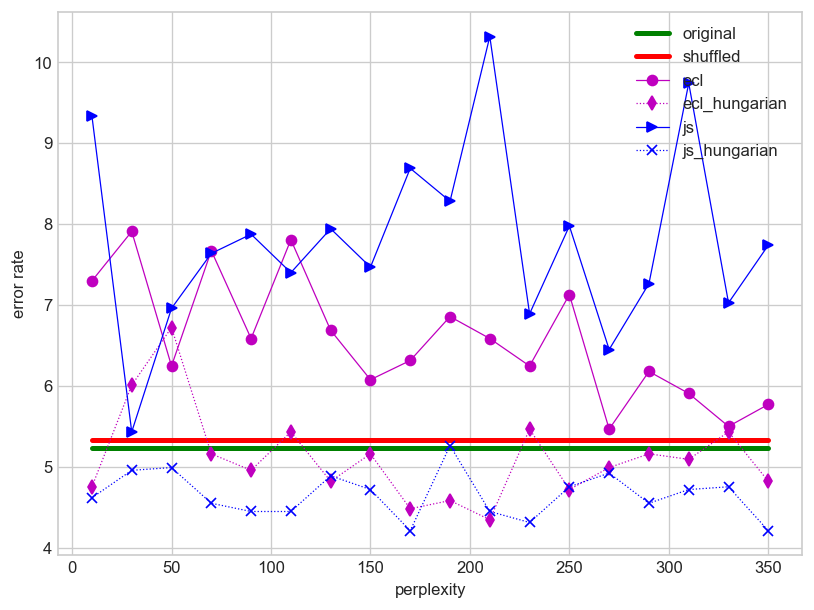 original
shuffled
ecl
ecl_hungarian
js
js_hungarian
10
9
8
7
6
5
4
error rate
0 50 100 150 200 250 300 350
perplexity